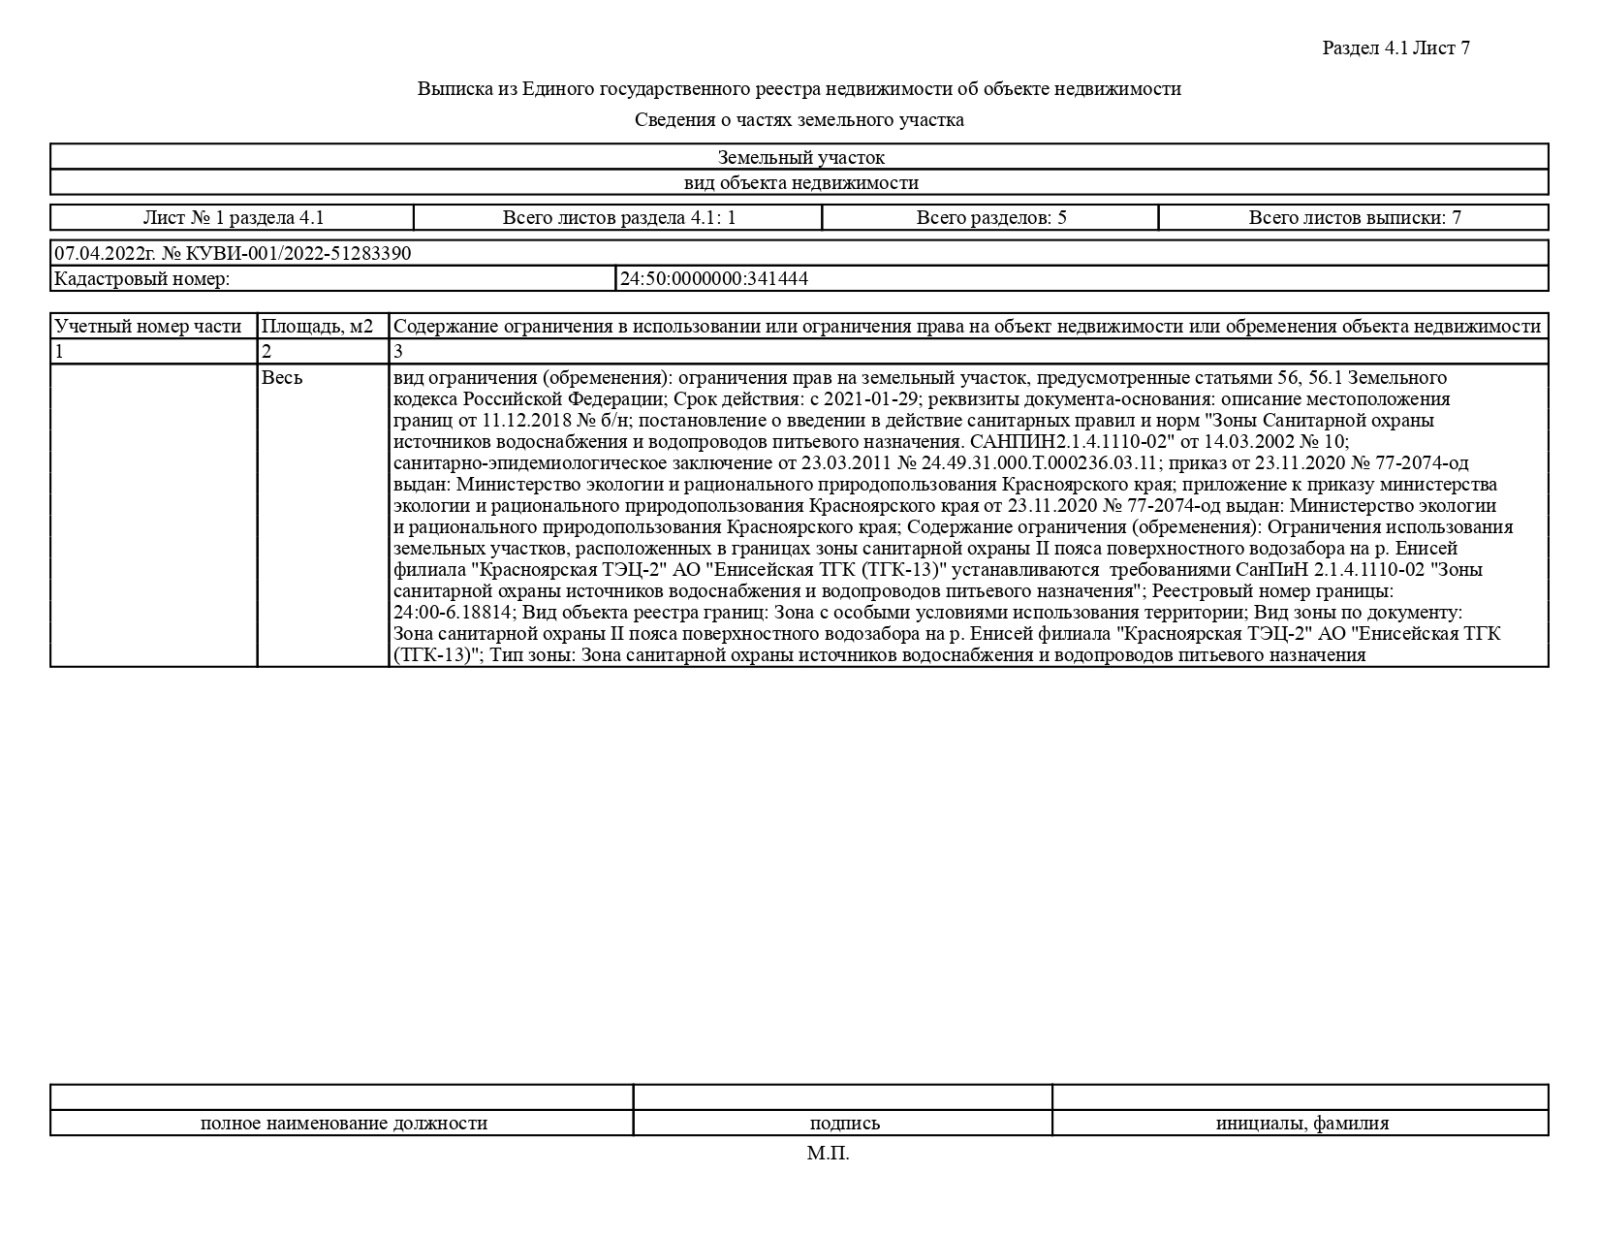 Раздел 4.1 Лист 7
Выписка из Единого государственного реестра недвижимости об объекте недвижимости
Сведения о частях земельного участка
Земельный участок
вид объекта недвижимости
Лист № 1 раздела 4.1 Всего листов раздела 4.1: 1 Всего разделов: 5 Всего листов выписки: 7
07.04.2022г. № КУВИ-001/2022-51283390
Кадастровый номер: 24:50:0000000:341444
Учетный номер части Площадь, м2 Содержание ограничения в использовании или ограничения права на объект недвижимости или обременения объекта недвижимости
1 2 3
Весь вид ограничения (обременения): ограничения прав на земельный участок, предусмотренные статьями 56, 56.1 Земельного
кодекса Российской Федерации; Срок действия: с 2021-01-29; реквизиты документа-основания: описание местоположения
границ от 11.12.2018 № б/н; постановление о введении в действие санитарных правил и норм "Зоны Санитарной охраны
источников водоснабжения и водопроводов питьевого назначения. САНПИН2.1.4.1110-02" от 14.03.2002 № 10;
санитарно-эпидемиологическое заключение от 23.03.2011 № 24.49.31.000.Т.000236.03.11; приказ от 23.11.2020 № 77-2074-од
выдан: Министерство экологии и рационального природопользования Красноярского края; приложение к приказу министерства
экологии и рационального природопользования Красноярского края от 23.11.2020 № 77-2074-од выдан: Министерство экологии
и рационального природопользования Красноярского края; Содержание ограничения (обременения): Ограничения использования
земельных участков, расположенных в границах зоны санитарной охраны II пояса поверхностного водозабора на р. Енисей
филиала "Красноярская ТЭЦ-2" АО "Енисейская ТГК (ТГК-13)" устанавливаются требованиями СанПиН 2.1.4.1110-02 "Зоны
санитарной охраны источников водоснабжения и водопроводов питьевого назначения"; Реестровый номер границы:
24:00-6.18814; Вид объекта реестра границ: Зона с особыми условиями использования территории; Вид зоны по документу:
Зона санитарной охраны II пояса поверхностного водозабора на р. Енисей филиала "Красноярская ТЭЦ-2" АО "Енисейская ТГК
(ТГК-13)"; Тип зоны: Зона санитарной охраны источников водоснабжения и водопроводов питьевого назначения
полное наименование должности подпись инициалы, фамилия
М.П.